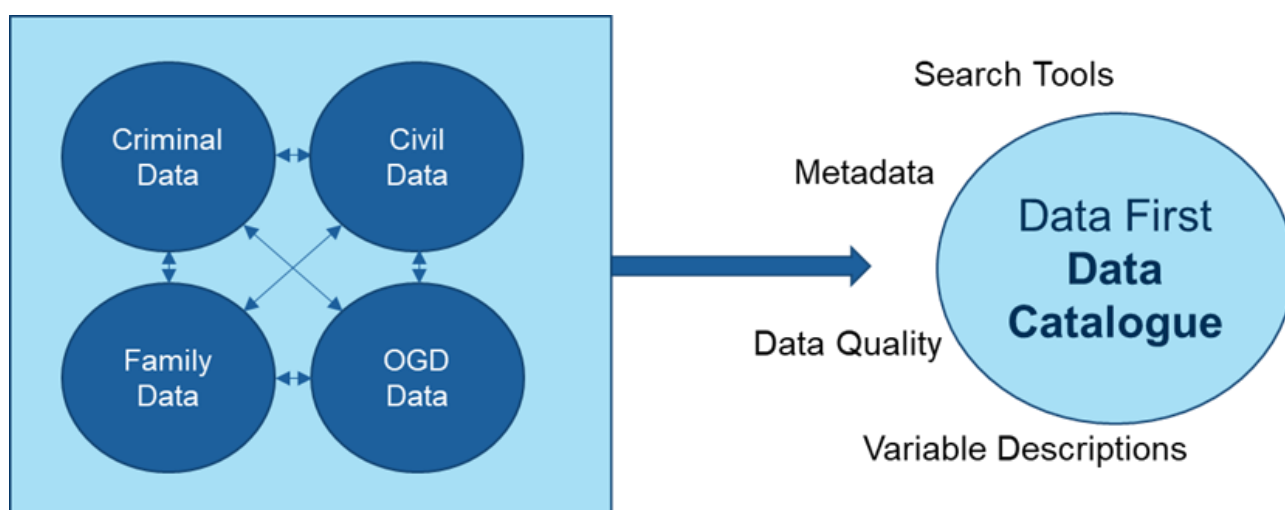 Criminal
Data
Civil
Data
Family
Data
OGD
Data
Search Tools
Metadata
Data First
Data
Catalogue
Data Quality
Variable Descriptions